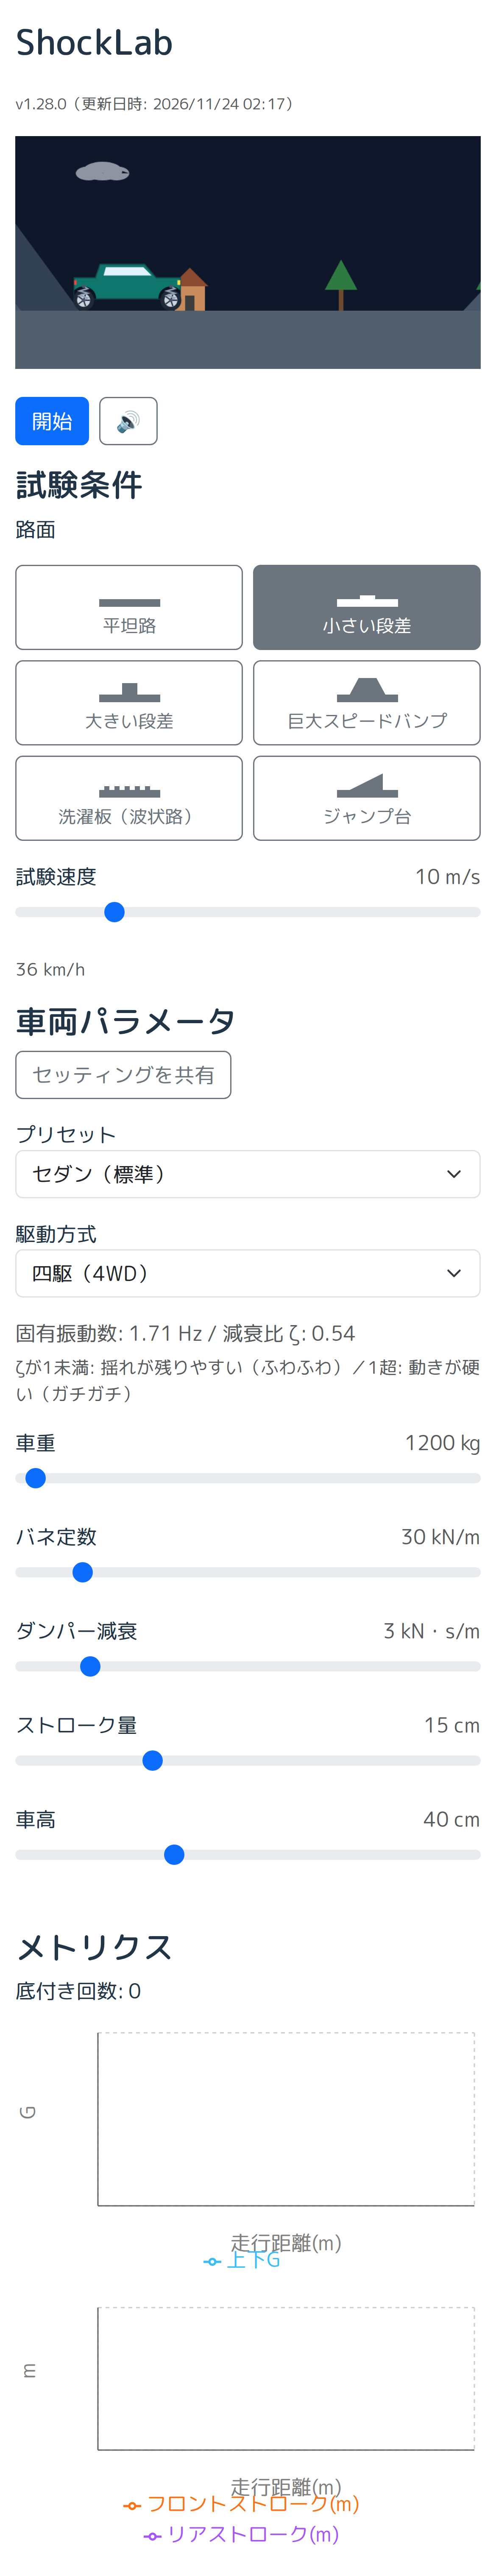 ShockLab
v1.28.0（更新日時: 2026/11/24 02:17）
開始
試験条件
路面
平坦路
小さい段差
大きい段差
巨大スピードバンプ
洗濯板（波状路）
ジャンプ台
試験速度
10 m/s
36 km/h
車両パラメータ
セッティングを共有
プリセット
セダン（標準）
駆動方式
四駆（4WD）
固有振動数: 1.71 Hz / 減衰比 ζ: 0.54
ζが1未満: 揺れが残りやすい（ふわふわ）／1超: 動きが硬
い（ガチガチ）
車重
1200 kg
バネ定数
30 kN/m
ダンパー減衰
3 kN・s/m
ストローク量
15 cm
車高
40 cm
メトリクス
底付き回数: 0
G
走行距離(m)
上下G
m
走行距離(m)
フロントストローク(m)
リアストローク(m)